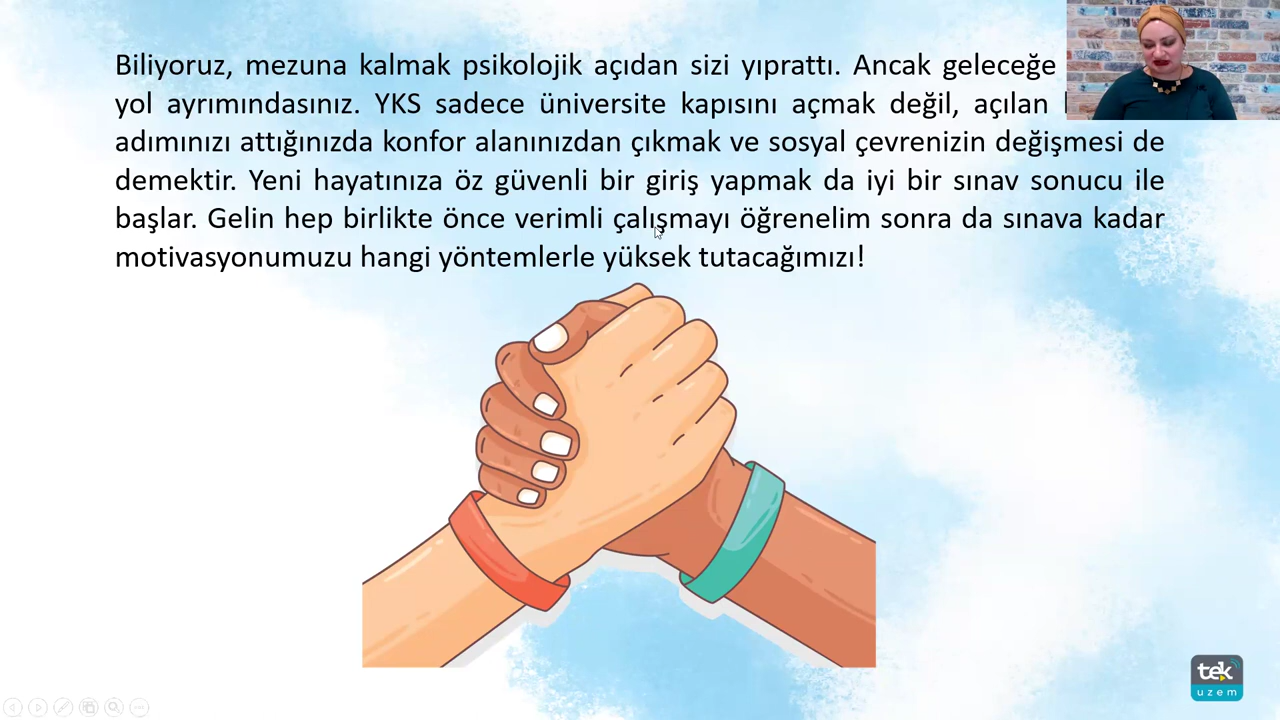 Biliyoruz, mezuna kalmak psikolojik açıdan sizi yıprattı. Ancak geleceğe
yol ayrımındasınız. YKS sadece üniversite kapısını açmak değil, açılan
adımınızı attığınızda konfor alanınızdan çıkmak ve sosyal çevrenizin değişmesi de
demektir. Yeni hayatınıza öz güvenli bir giriş yapmak da iyi bir sınav sonucu ile
başlar. Gelin hep birlikte önce verimli çalışmayı öğrenelim sonra da sınava kadar
motivasyonumuzu hangi yöntemlerle yüksek tutacağımızı!
tek
uzem